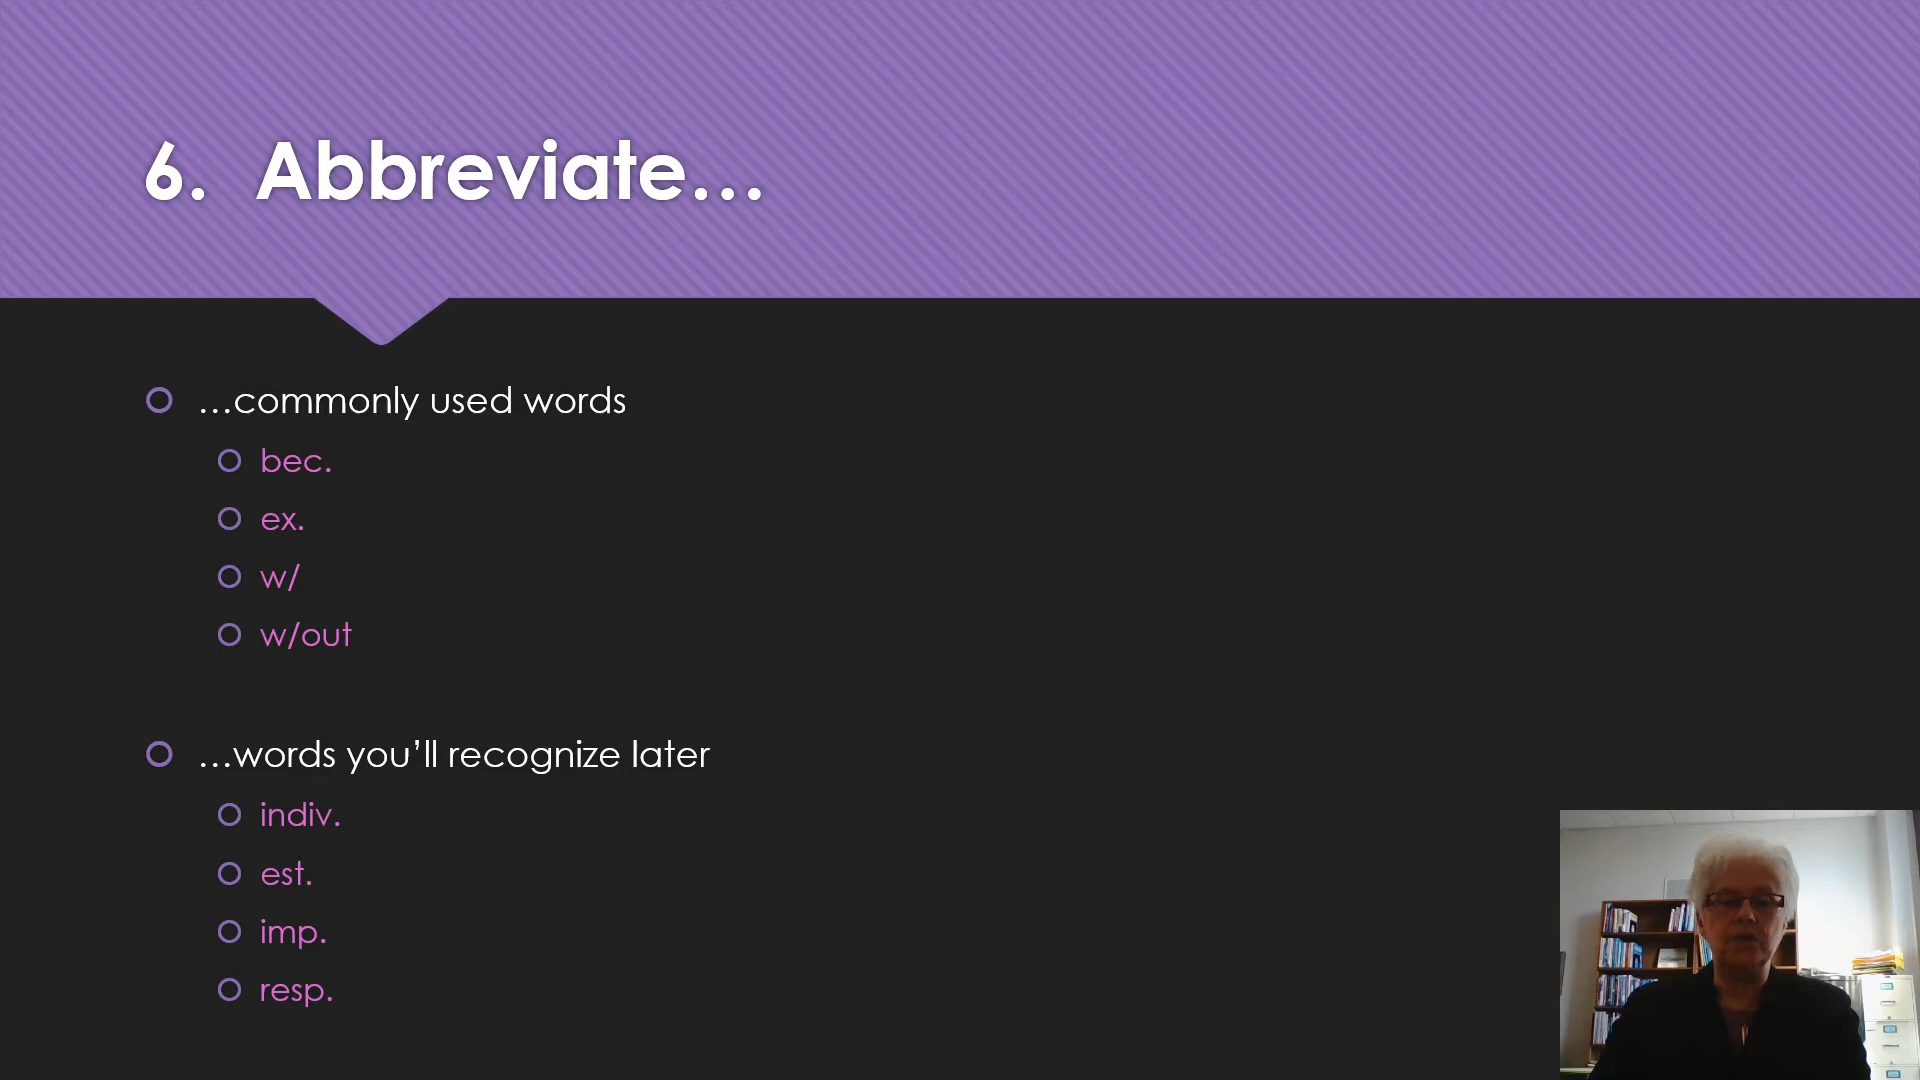 6. Abbreviate…
…commonly used words
bec.
ex.
w/
w/out
…words you’ll recognize later
indiv.
est.
imp.
resp.